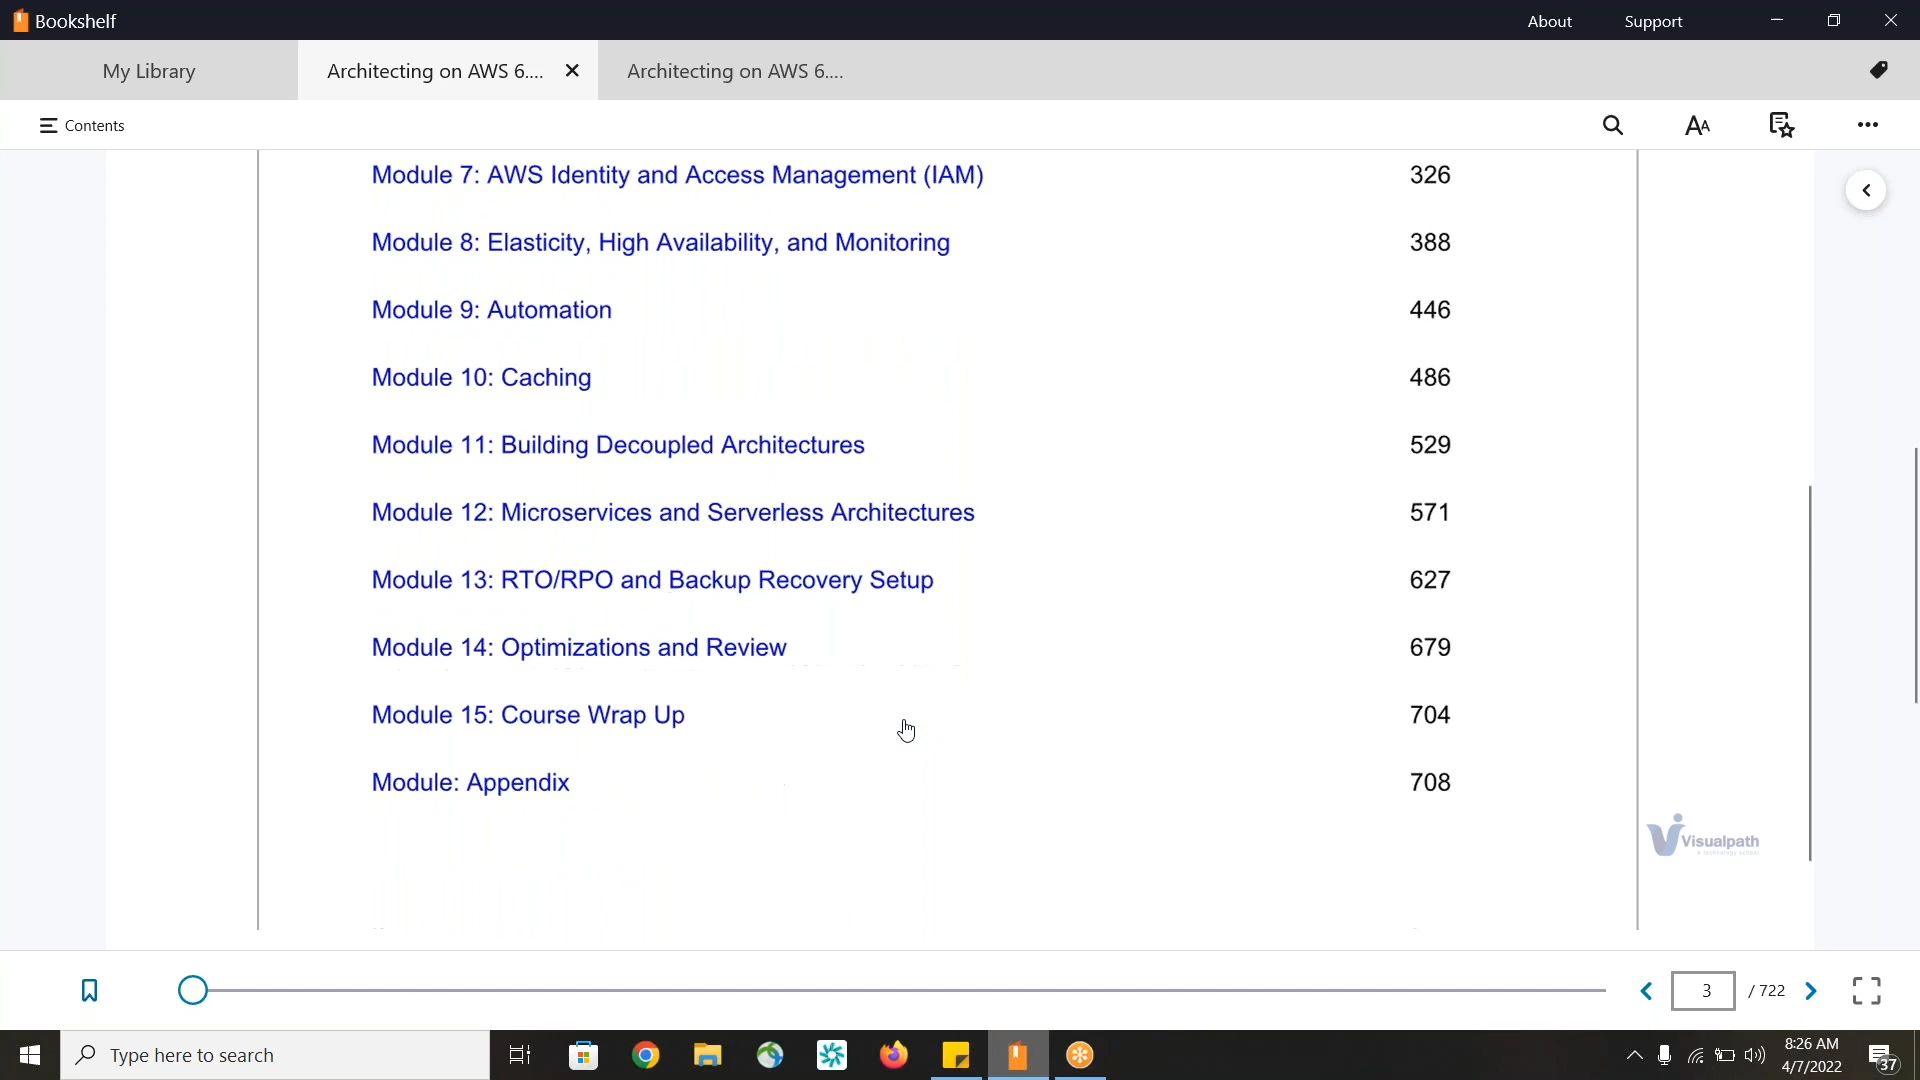 Bookshelf
About Support
My Library Architecting on AWS 6.... Architecting on AWS 6....
Contents
Module 7: AWS Identity and Access Management (IAM) 326
Module 8: Elasticity, High Availability, and Monitoring 388
Module 9: Automation 446
Module 10: Caching 486
Module 11: Building Decoupled Architectures 529
Module 12: Microservices and Serverless Architectures 571
Module 13: RTO/RPO and Backup Recovery Setup 627
Module 14: Optimizations and Review 679
Module 15: Course Wrap Up 704
Module: Appendix 708
Visualpath
3 / 722
Type here to search
8:26 AM
4/7/2022
37